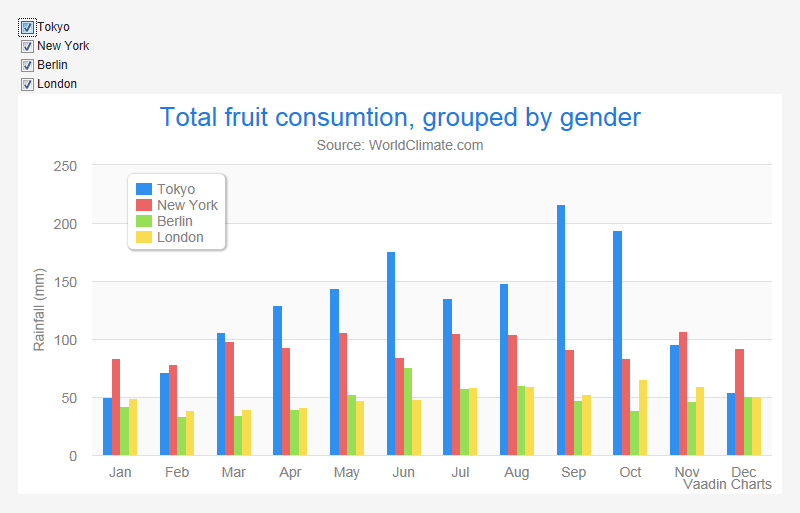 Tokyo
New York
Berlin
London
Total fruit consumtion, grouped by gender
Source: WorldClimate.com
Rainfall (mm)
250
200
150
100
50
0
Tokyo
New York
Berlin
London
Jan Feb Mar Apr May Jun Jul Aug Sep Oct Nov Dec
Vaadin Charts